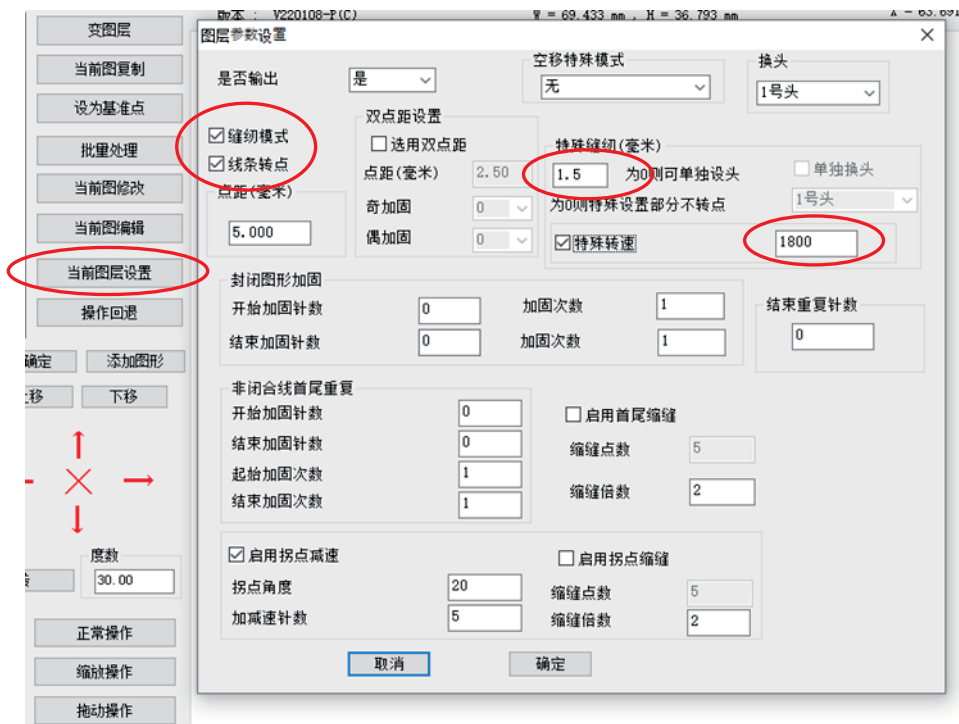 版本 : V220108-P(C) W = 69.433 mm , H = 36.793 mm
变图层
当前图复制
设为基准点
批量处理
当前图修改
当前图编辑
当前图层设置
操作回退
确定 添加图形
上移 下移
度数
30.00
正常操作
缩放操作
拖动操作
图层参数设置
是否输出 是
空移特殊模式
无
换头
1号头
缝纫模式
线条转点
点距(毫米)
5.000
双点距设置
选用双点距
点距(毫米) 2.50
奇加固 0
偶加固 0
特殊缝纫(毫米)
1.5 为0则可单独设头
为0则特殊设置部分不转点
单独换头
1号头
特殊转速 1800
封闭图形加固
开始加固针数 0 加固次数 1
结束加固针数 0 加固次数 1
结束重复针数
0
非闭合线首尾重复
开始加固针数 0
结束加固针数 0
起始加固次数 1
结束加固次数 1
启用首尾缩缝
缩缝点数 5
缩缝倍数 2
启用拐点减速
拐点角度 20
加减速针数 5
启用拐点缩缝
缩缝点数 5
缩缝倍数 2
取消 确定